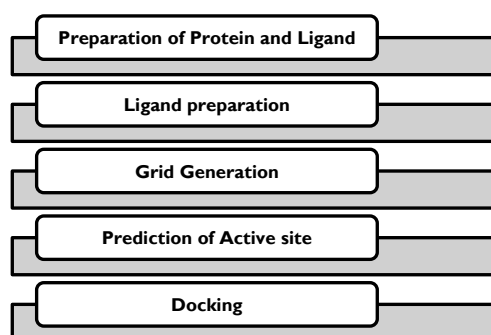 Preparation of Protein and Ligand
Ligand preparation
Grid Generation
Prediction of Active site
Docking